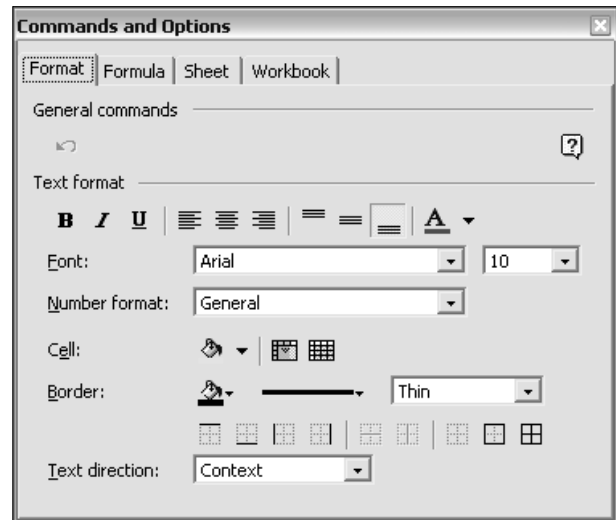 Commands and Options
Format Formula Sheet Workbook
General commands
?
Text format
B I U A
Font: Arial 10
Number format: General
Cell:
Border: Thin
Text direction: Context